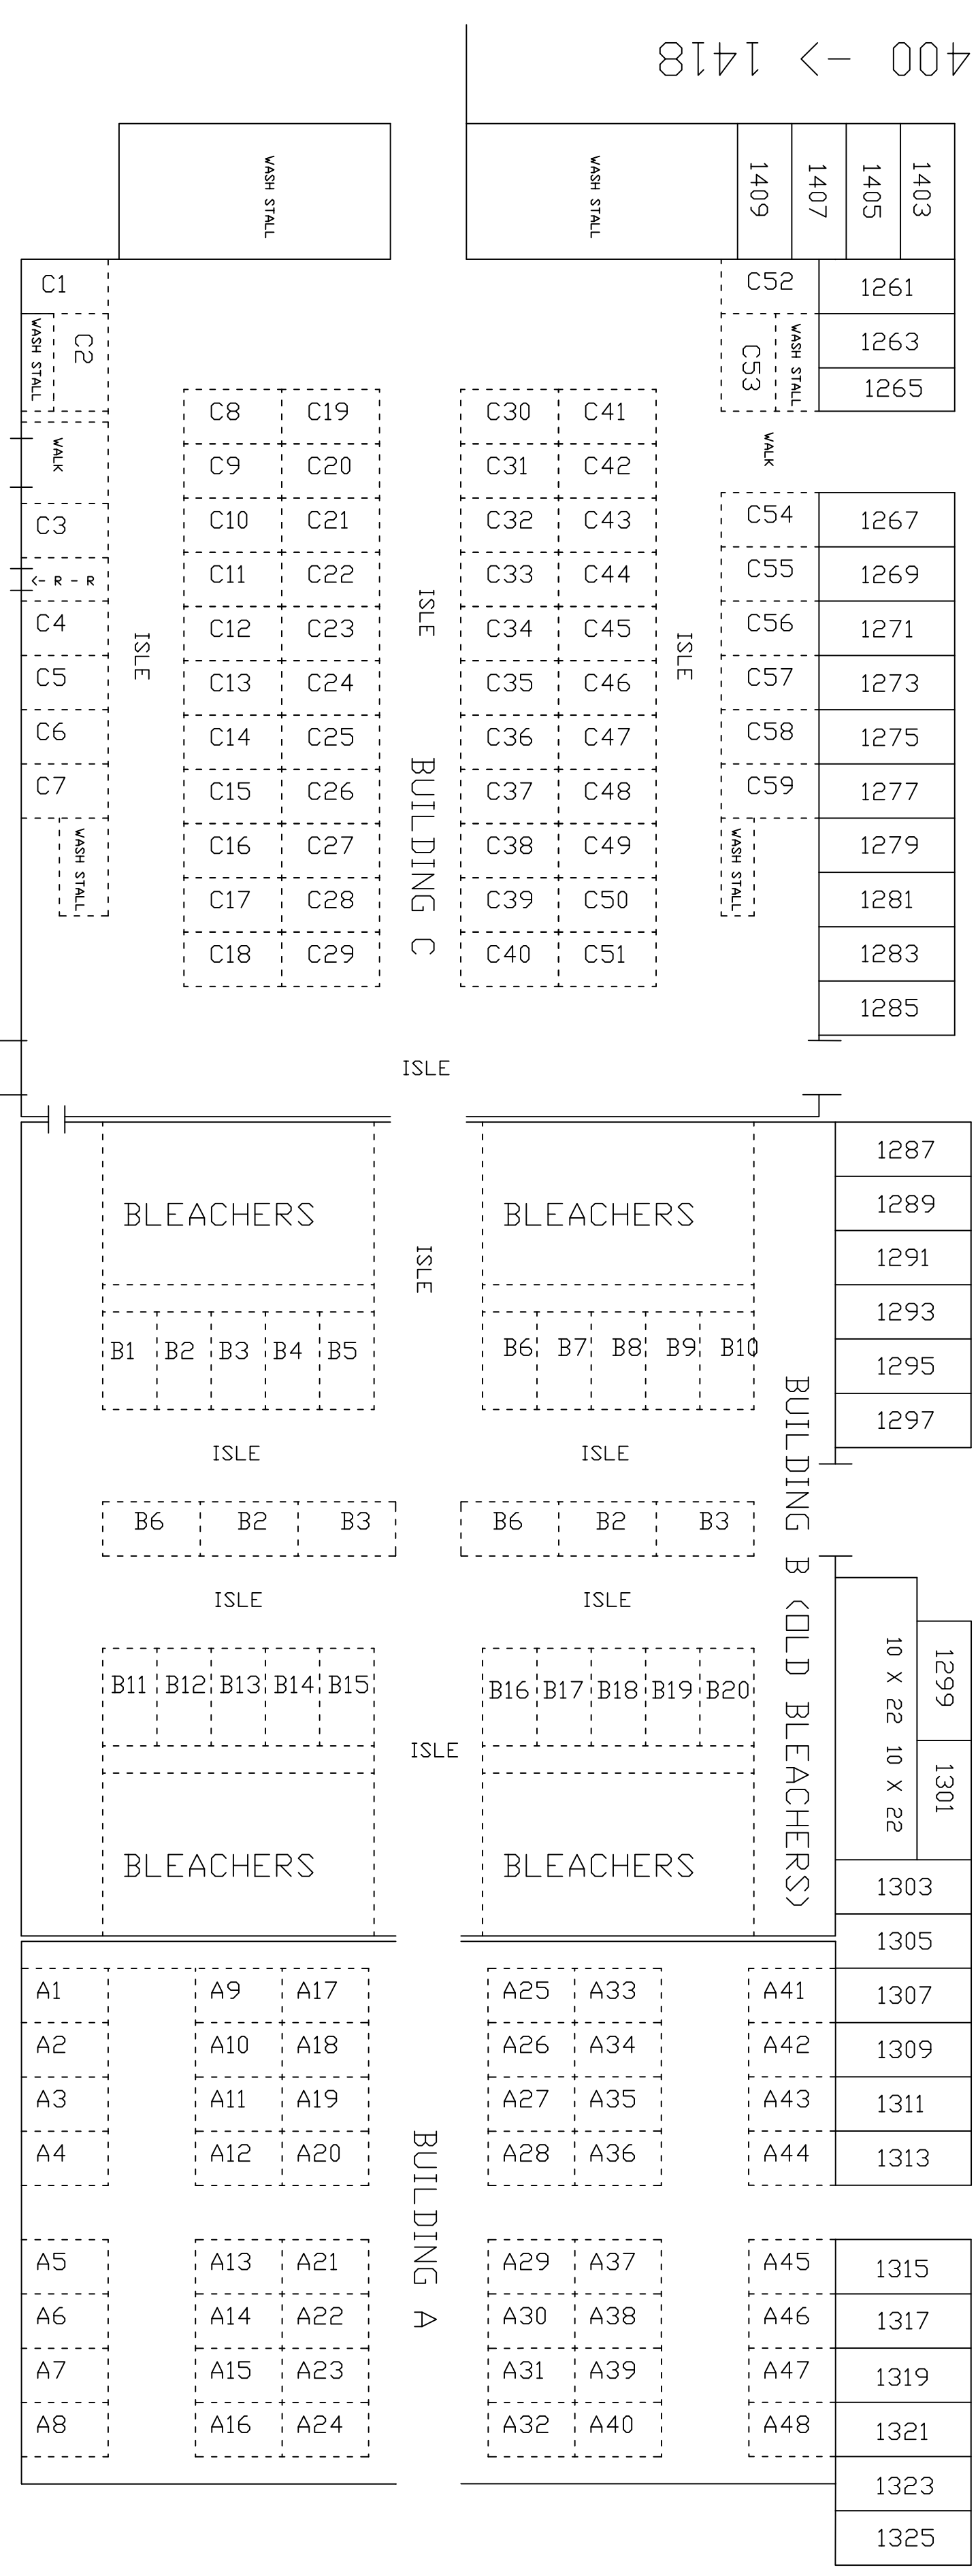 400 -> 1418
WASH STALL
WASH STALL
1409
1407
1405
1403
C1
C52
1261
WASH STALL
C2
C53
WASH STALL
1263
1265
C8 C19 C30 C41
WALK
C9 C20 C31 C42
WALK
C3
C10 C21 C32 C43
C54 1267
<- R - R
C11 C22
ISLE
C33 C44
C55 1269
C4
ISLE
C12 C23 C34 C45
ISLE
C56 1271
C5 C13 C24 C35 C46 C57 1273
C6 C14 C25 C36 C47 C58 1275
C7 C15 C26 C37 C48 C59 1277
BUILDING C
WASH STALL
C16 C27 C38 C49
WASH STALL
1279
C17 C28 C39 C50 1281
C18 C29 C40 C51 1283
1285
ISLE
1287
BLEACHERS BLEACHERS 1289
ISLE
1291
1293
B1 B2 B3 B4 B5 B6 B7 B8 B9 B10 1295
1297
BUILDING B (OLD BLEACHERS)
ISLE ISLE
B6 B2 B3 B6 B2 B3
ISLE ISLE
10 X 22 10 X 22
1299
1301
B11 B12 B13 B14 B15 B16 B17 B18 B19 B20
ISLE
BLEACHERS BLEACHERS
1303
1305
A1 A9 A17 A25 A33 A41 1307
A2 A10 A18 A26 A34 A42 1309
A3 A11 A19 A27 A35 A43 1311
A4 A12 A20 A28 A36 A44 1313
BUILDING A
A5 A13 A21 A29 A37 A45 1315
A6 A14 A22 A30 A38 A46 1317
A7 A15 A23 A31 A39 A47 1319
A8 A16 A24 A32 A40 A48 1321
1323
1325